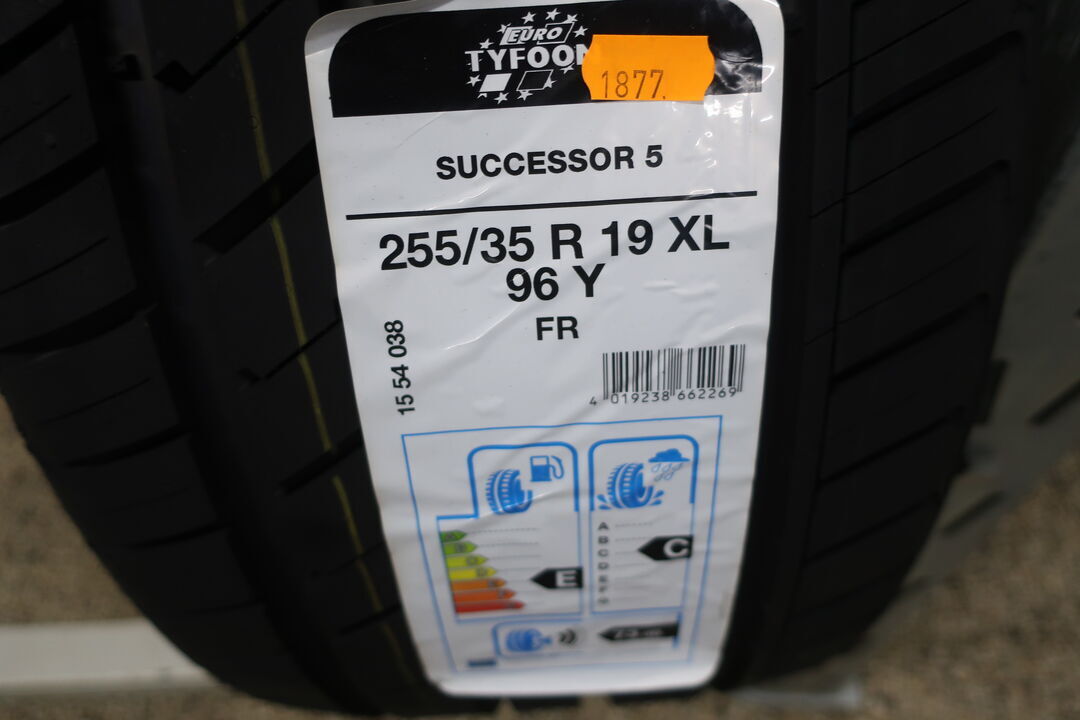 EURO
TYFOON
1877.
SUCCESSOR 5
255/35 R 19 XL
96 Y
FR
15 54 038
4 019238 662269
A
B
C
D
E
F
G
E
C